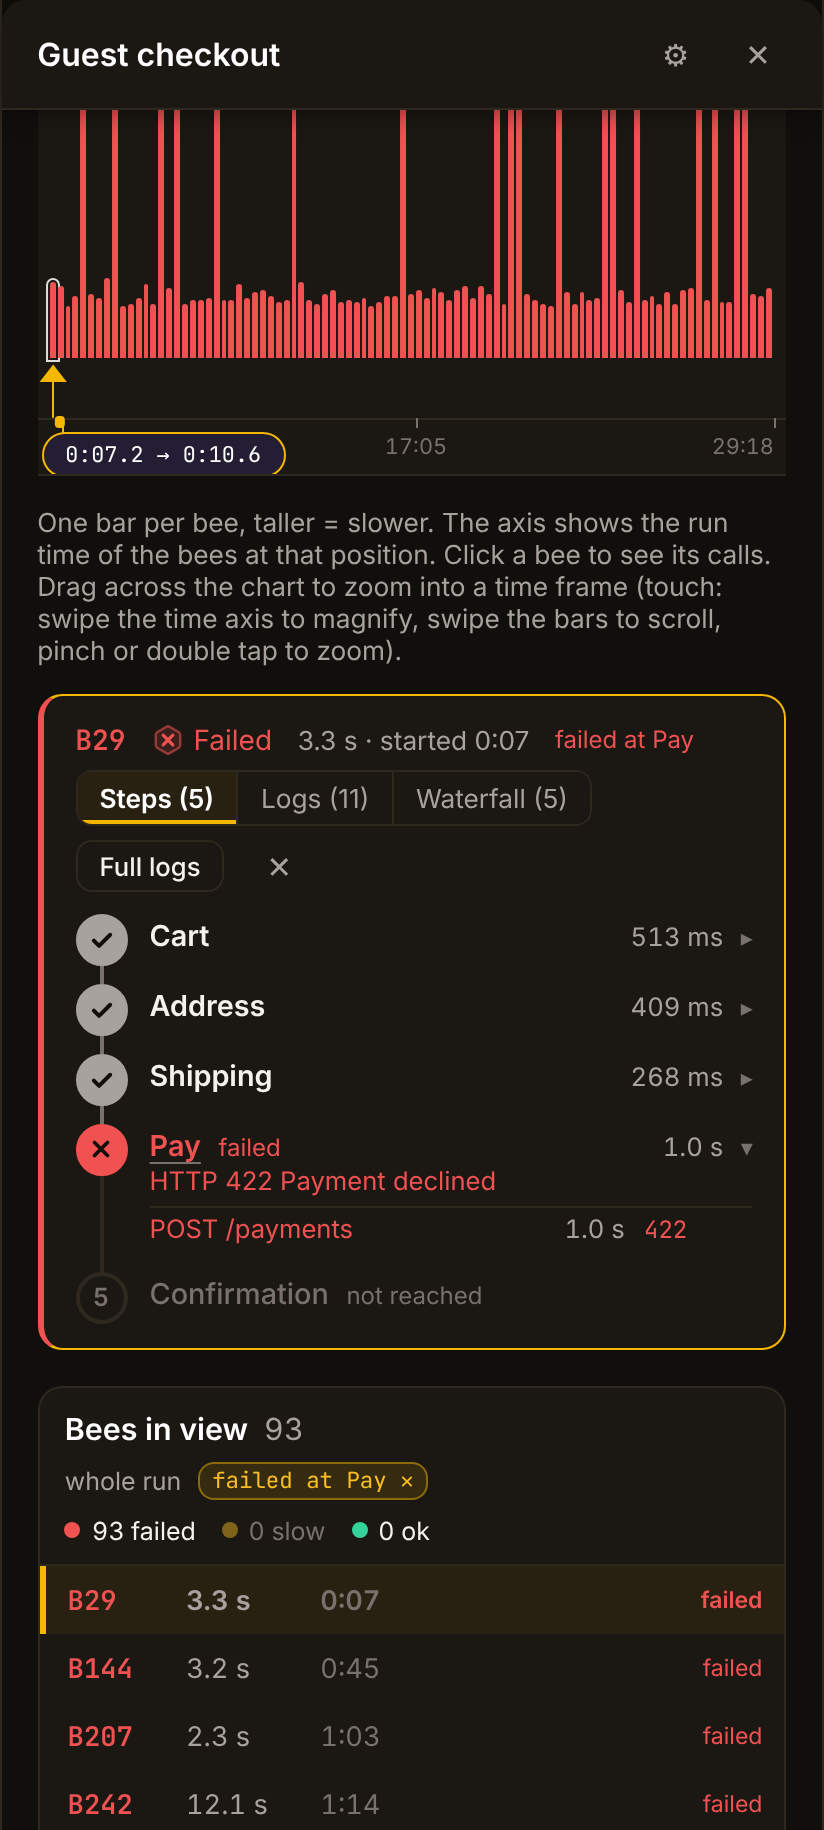 Guest checkout
0:07.2 → 0:10.6
17:05
29:18
One bar per bee, taller = slower. The axis shows the run
time of the bees at that position. Click a bee to see its calls.
Drag across the chart to zoom into a time frame (touch:
swipe the time axis to magnify, swipe the bars to scroll,
pinch or double tap to zoom).
B29 Failed 3.3 s · started 0:07 failed at Pay
Steps (5) Logs (11) Waterfall (5)
Full logs ×
Cart 513 ms
Address 409 ms
Shipping 268 ms
Pay failed 1.0 s
HTTP 422 Payment declined
POST /payments 1.0 s 422
5 Confirmation not reached
Bees in view 93
whole run failed at Pay ×
93 failed 0 slow 0 ok
B29 3.3 s 0:07 failed
B144 3.2 s 0:45 failed
B207 2.3 s 1:03 failed
B242 12.1 s 1:14 failed